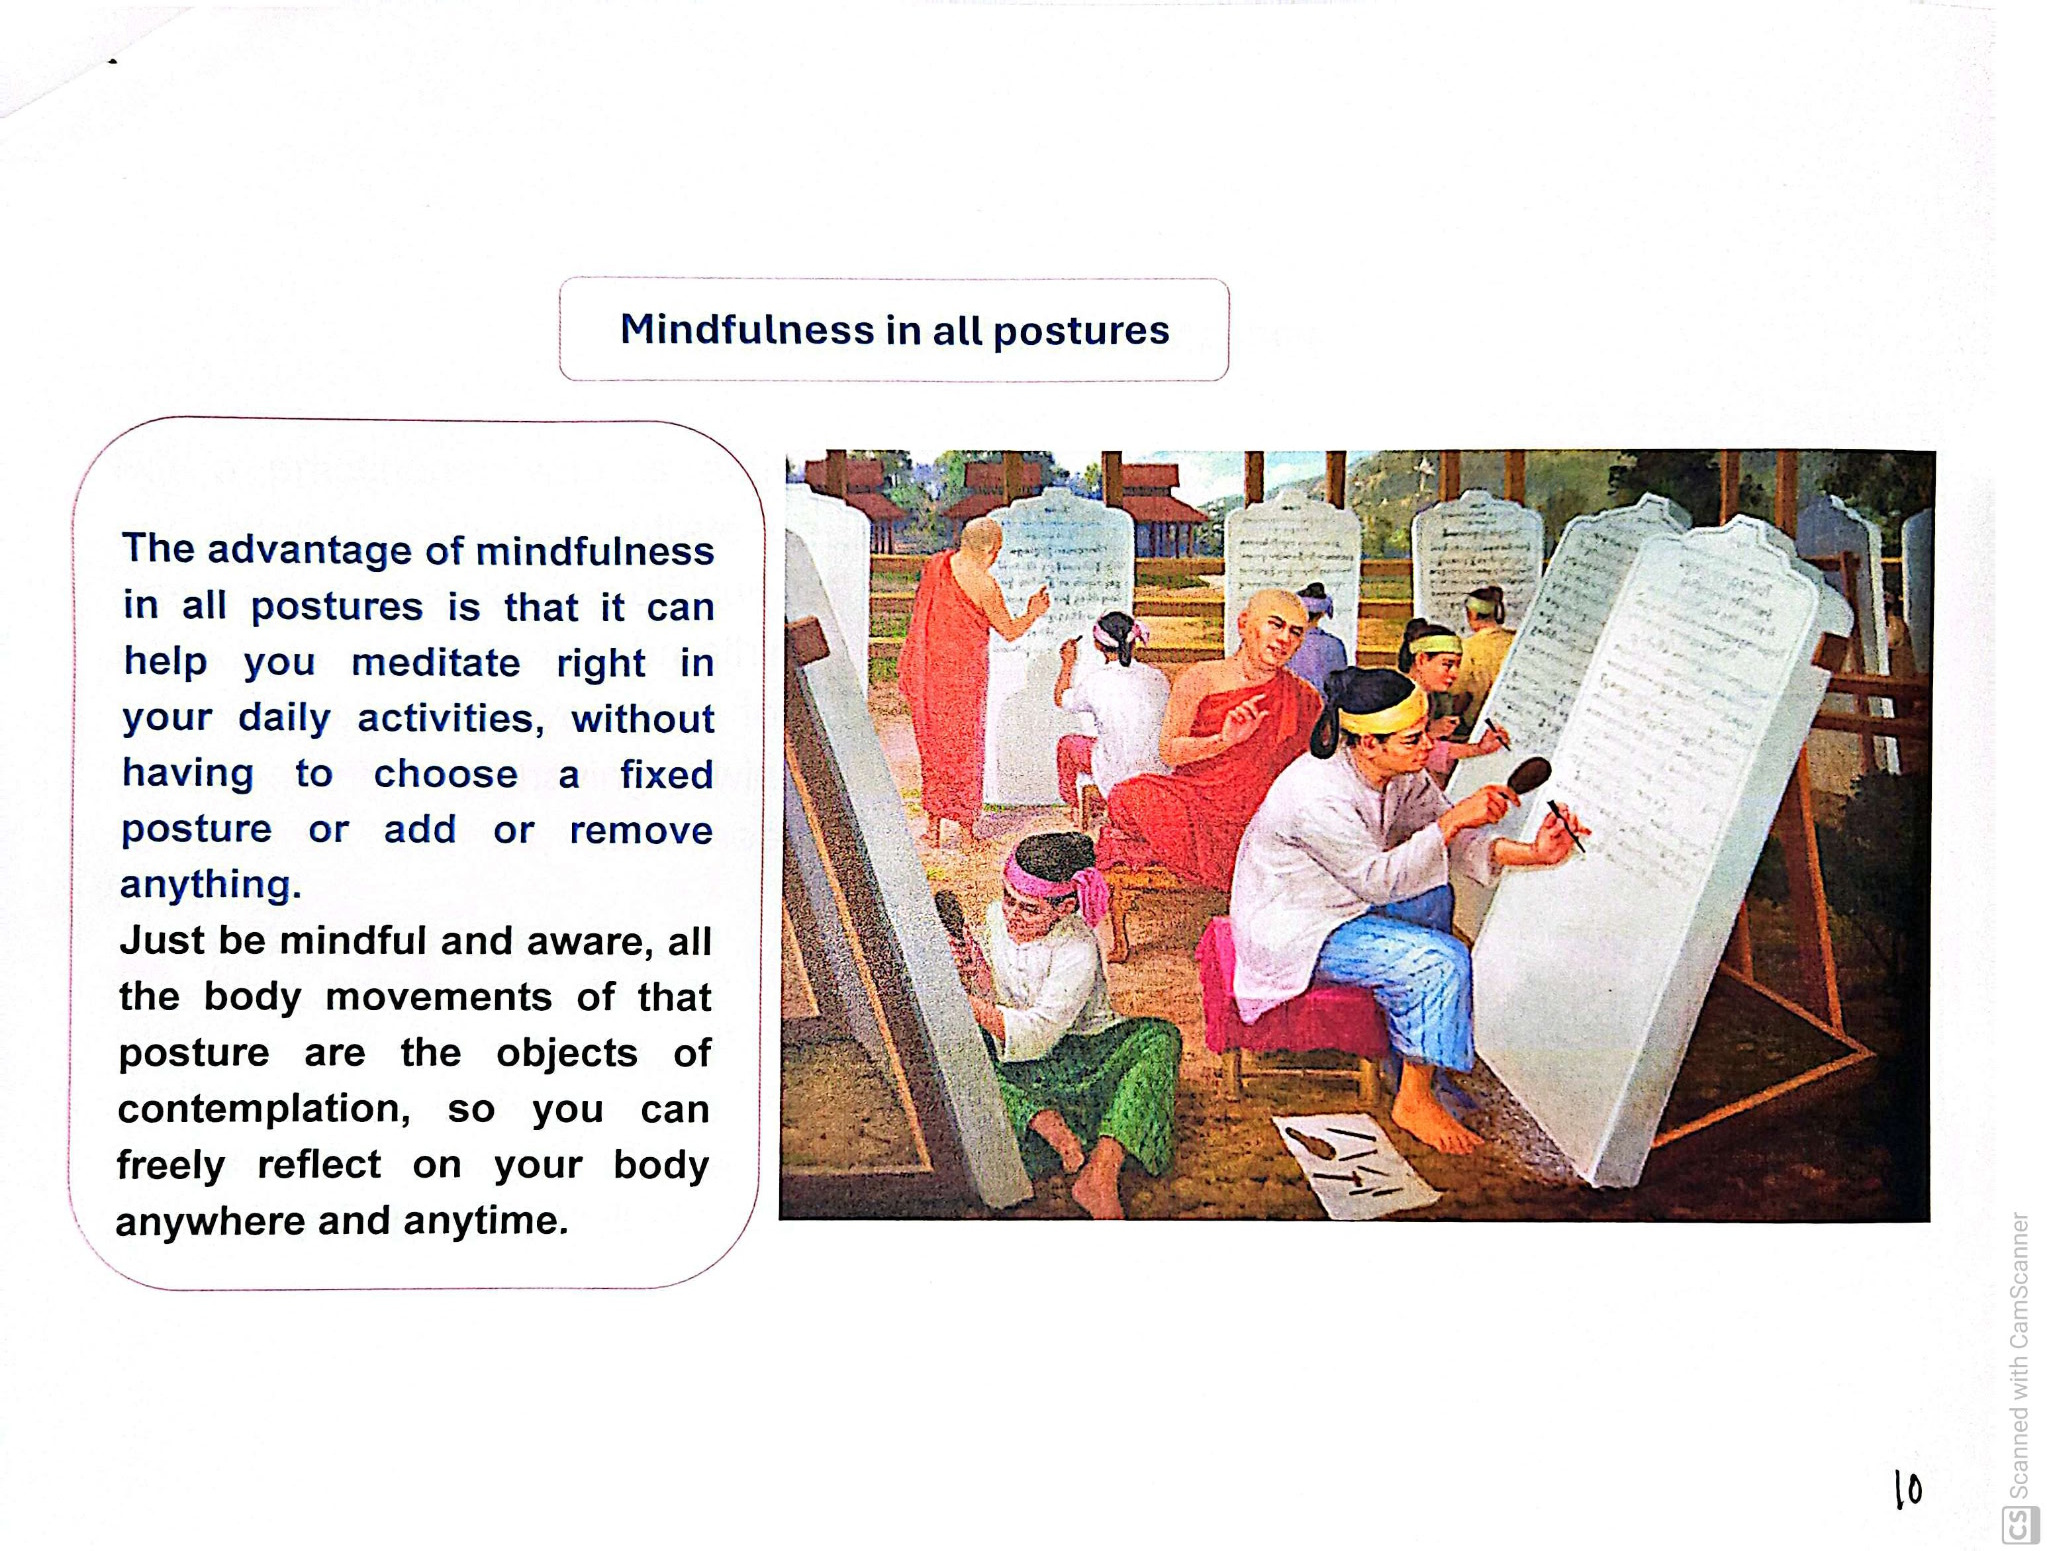 Mindfulness in all postures
The advantage of mindfulness
in all postures is that it can
help you meditate right in
your daily activities, without
having to choose a fixed
posture or add or remove
anything.
Just be mindful and aware, all
the body movements of that
posture are the objects of
contemplation, so you can
freely reflect on your body
anywhere and anytime.
10
CS Scanned with CamScanner